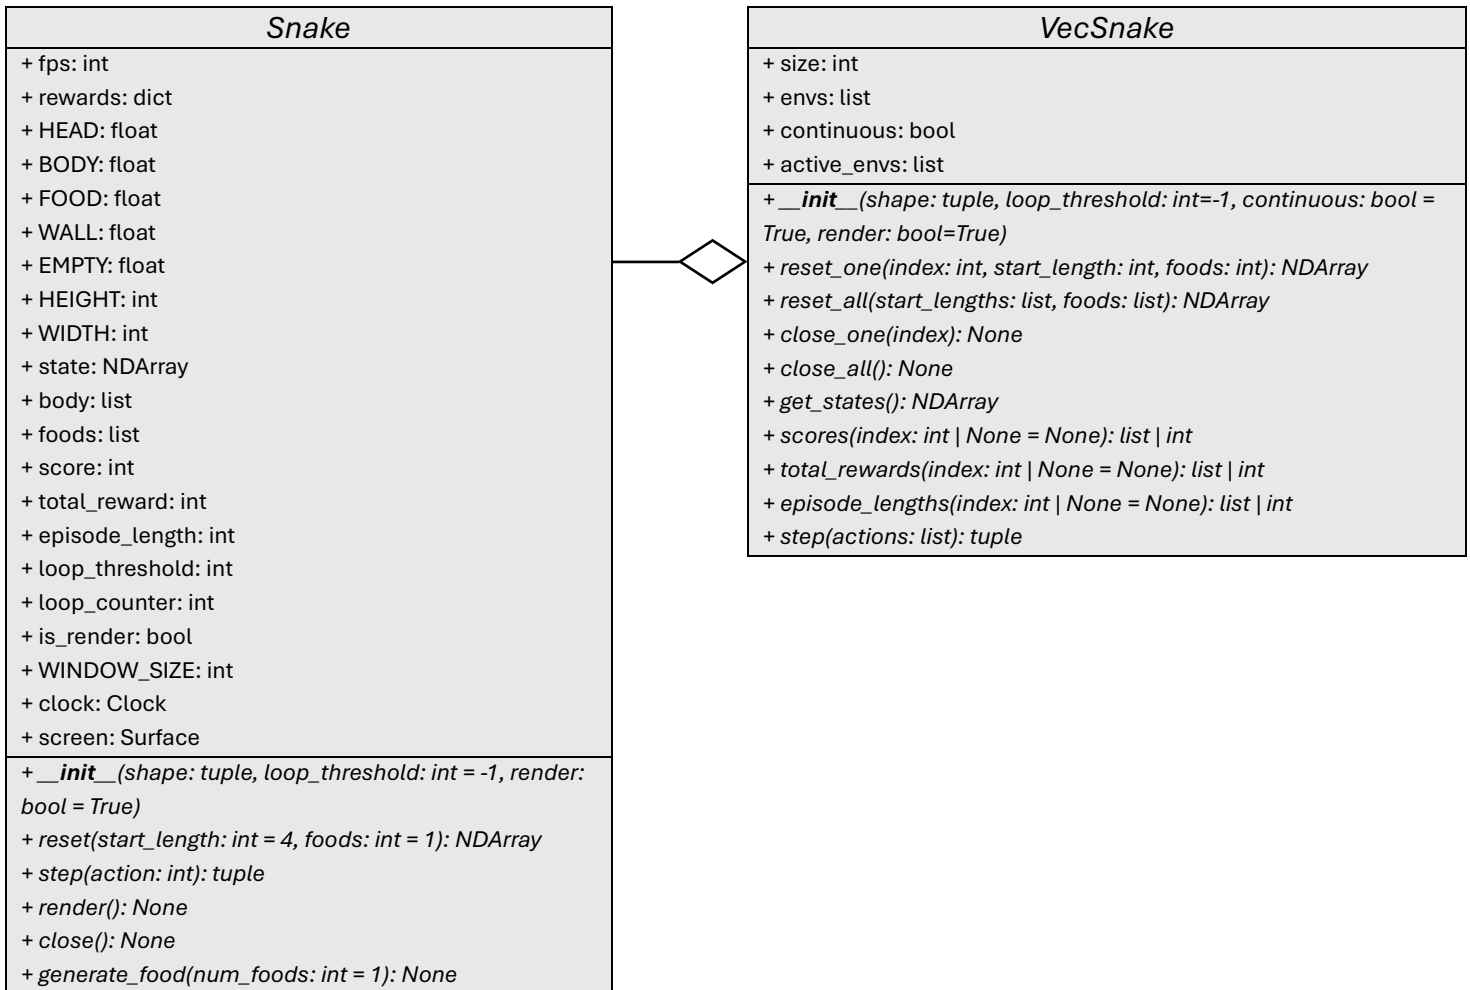 Snake
+ fps: int
+ rewards: dict
+ HEAD: float
+ BODY: float
+ FOOD: float
+ WALL: float
+ EMPTY: float
+ HEIGHT: int
+ WIDTH: int
+ state: NDArray
+ body: list
+ foods: list
+ score: int
+ total_reward: int
+ episode_length: int
+ loop_threshold: int
+ loop_counter: int
+ is_render: bool
+ WINDOW_SIZE: int
+ clock: Clock
+ screen: Surface
+ __init__(shape: tuple, loop_threshold: int = -1, render:
bool = True)
+ reset(start_length: int = 4, foods: int = 1): NDArray
+ step(action: int): tuple
+ render(): None
+ close(): None
+ generate_food(num_foods: int = 1): None
VecSnake
+ size: int
+ envs: list
+ continuous: bool
+ active_envs: list
+ __init__(shape: tuple, loop_threshold: int=-1, continuous: bool =
True, render: bool=True)
+ reset_one(index: int, start_length: int, foods: int): NDArray
+ reset_all(start_lengths: list, foods: list): NDArray
+ close_one(index): None
+ close_all(): None
+ get_states(): NDArray
+ scores(index: int | None = None): list | int
+ total_rewards(index: int | None = None): list | int
+ episode_lengths(index: int | None = None): list | int
+ step(actions: list): tuple